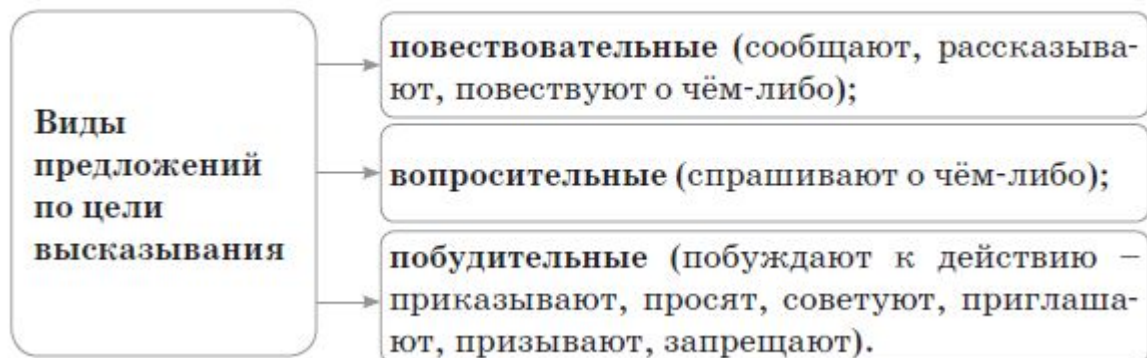 Виды
предложений
по цели
высказывания
повествовательные (сообщают, рассказыва-
ют, повествуют о чём-либо);
вопросительные (спрашивают о чём-либо);
побудительные (побуждают к действию –
приказывают, просят, советуют, приглаша-
ют, призывают, запрещают).